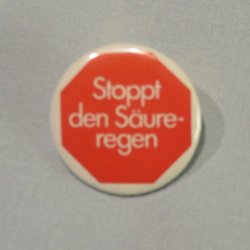 Stoppt
den Säure-
regen